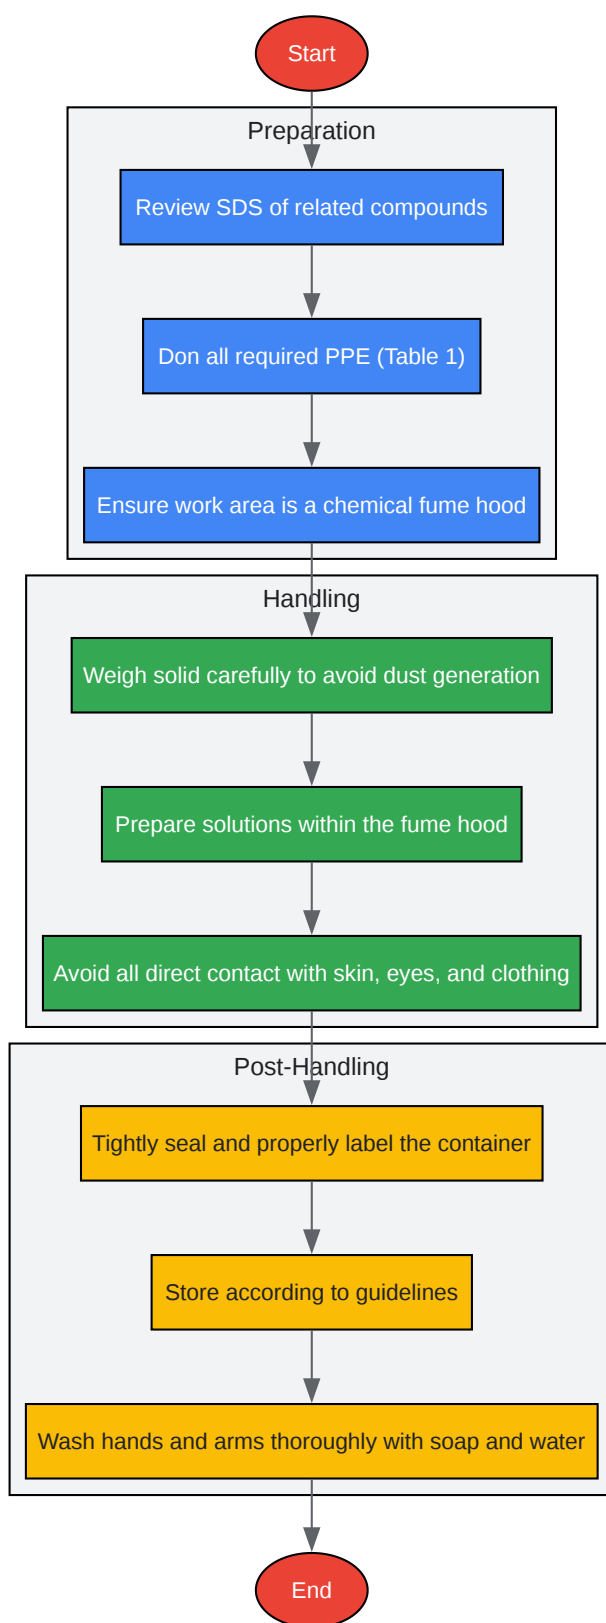 Start
Preparation
Review SDS of related compounds
Don all required PPE (Table 1)
Ensure work area is a chemical fume hood
Handling
Weigh solid carefully to avoid dust generation
Prepare solutions within the fume hood
Avoid all direct contact with skin, eyes, and clothing
Post-Handling
Tightly seal and properly label the container
Store according to guidelines
Wash hands and arms thoroughly with soap and water
End